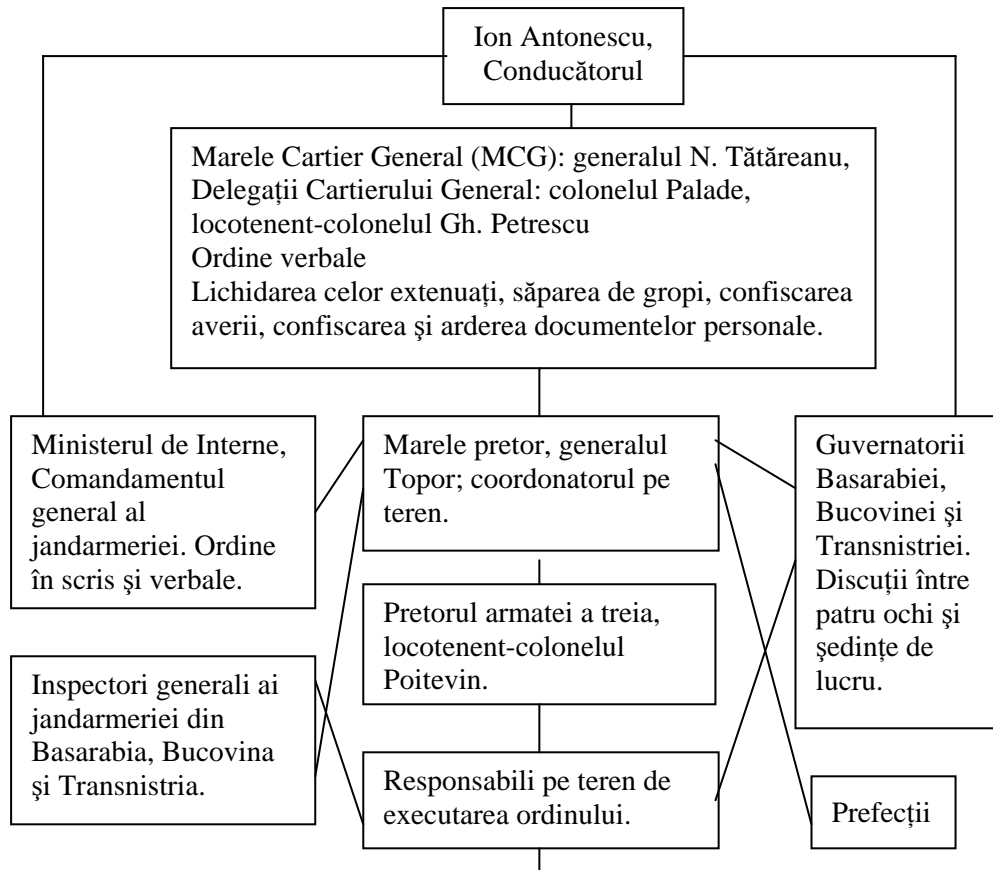 Ion Antonescu,
Conducătorul
Marele Cartier General (MCG): generalul N. Tătăreanu,
Delegații Cartierului General: colonelul Palade,
locotenent-colonelul Gh. Petrescu
Ordine verbale
Lichidarea celor extenuați, săparea de gropi, confiscarea
averii, confiscarea şi arderea documentelor personale.
Ministerul de Interne,
Comandamentul
general al
jandarmeriei. Ordine
în scris şi verbale.
Marele pretor, generalul
Topor; coordonatorul pe
teren.
Guvernatorii
Basarabiei,
Bucovinei şi
Transnistriei.
Discuții între
patru ochi şi
şedințe de
lucru.
Pretorul armatei a treia,
locotenent-colonelul
Poitevin.
Inspectori generali ai
jandarmeriei din
Basarabia, Bucovina
şi Transnistria.
Responsabili pe teren de
executarea ordinului.
Prefecții